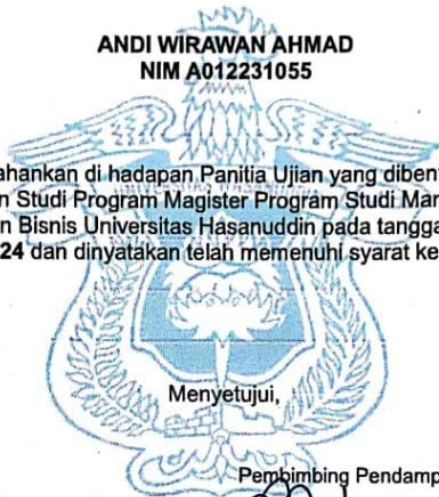 ANDI WIRAWAN AHMAD
NIM A012231055
ahankan di hadapan Panitia Ujian yang diben
n Studi Program Magister Program Studi Mar
n Bisnis Universitas Hasanuddin pada tangga
24 dan dinyatakan telah memenuhi syarat ke
Menyetujui,
Pembimbing Pendamp